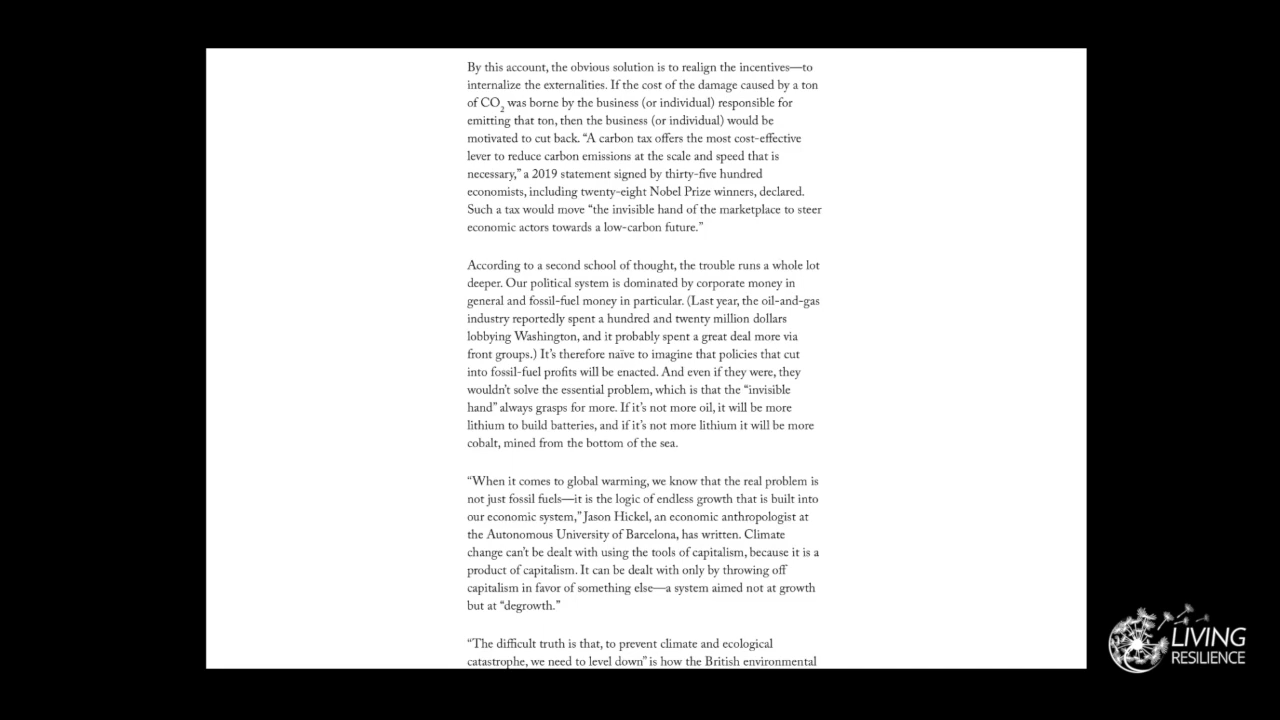 By this account, the obvious solution is to realign the incentives—to
internalize the externalities. If the cost of the damage caused by a ton
of CO₂ was borne by the business (or individual) responsible for
emitting that ton, then the business (or individual) would be
motivated to cut back. “A carbon tax offers the most cost-effective
lever to reduce carbon emissions at the scale and speed that is
necessary,” a 2019 statement signed by thirty-five hundred
economists, including twenty-eight Nobel Prize winners, declared.
Such a tax would move “the invisible hand of the marketplace to steer
economic actors towards a low-carbon future.”
According to a second school of thought, the trouble runs a whole lot
deeper. Our political system is dominated by corporate money in
general and fossil-fuel money in particular. (Last year, the oil-and-gas
industry reportedly spent a hundred and twenty million dollars
lobbying Washington, and it probably spent a great deal more via
front groups.) It’s therefore naïve to imagine that policies that cut
into fossil-fuel profits will be enacted. And even if they were, they
wouldn’t solve the essential problem, which is that the “invisible
hand” always grasps for more. If it’s not more oil, it will be more
lithium to build batteries, and if it’s not more lithium it will be more
cobalt, mined from the bottom of the sea.
“When it comes to global warming, we know that the real problem is
not just fossil fuels—it is the logic of endless growth that is built into
our economic system,” Jason Hickel, an economic anthropologist at
the Autonomous University of Barcelona, has written. Climate
change can’t be dealt with using the tools of capitalism, because it is a
product of capitalism. It can be dealt with only by throwing off
capitalism in favor of something else—a system aimed not at growth
but at “degrowth.”
“The difficult truth is that, to prevent climate and ecological
catastrophe, we need to level down” is how the British environmental
LIVING
RESILIENCE